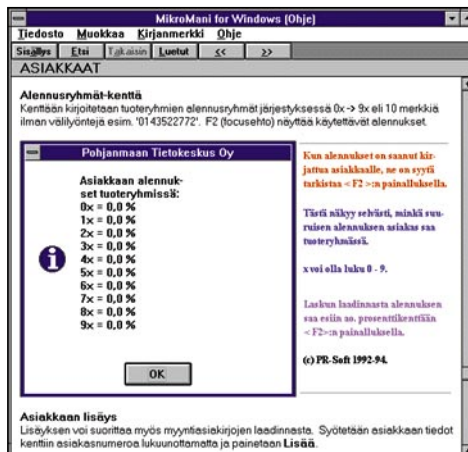 MikroMani for Windows (Ohje)
Tiedosto Muokkaa Kirjanmerkki Ohje
Sisällys Etsi Takaisin Luetut << >>
ASIAKKAAT
Alennusryhmät-kenttä
Kenttään kirjoitetaan tuoteryhmien alennusryhmät järjestyksessä 0x -> 9x eli 10 merkkiä
ilman välilyöntejä esim. '0143522772'. F2 (focusehto) näyttää käytettävät alennukset.
Pohjanmaan Tietokeskus Oy
Asiakkaan alennuk-
set tuoteryhmissä:
0x = 0,0 %
1x = 0,0 %
2x = 0,0 %
3x = 0,0 %
4x = 0,0 %
5x = 0,0 %
6x = 0,0 %
7x = 0,0 %
8x = 0,0 %
9x = 0,0 %
OK
Kun alennukset on saanut kir-
jattua asiakkaalle, ne on syytä
tarkistaa < F2 >:n painalluksella.
Tästä näkyy selvästi, minkä suu-
ruisen alennuksen asiakas saa
tuoteryhmässä.
x voi olla luku 0 - 9.
Laskun laadinnasta alennuksen
saa esiin ao. prosenttikenttään
< F2>:n painalluksella.
(c) PR-Soft 1992-94.
Asiakkaan lisäys
Lisäyksen voi suorittaa myös myyntiasiakirjojen laadinnasta. Syötetään asiakkaan tiedot
kenttiin asiakasnumeroa lukuunottamatta ja painetaan Lisää.